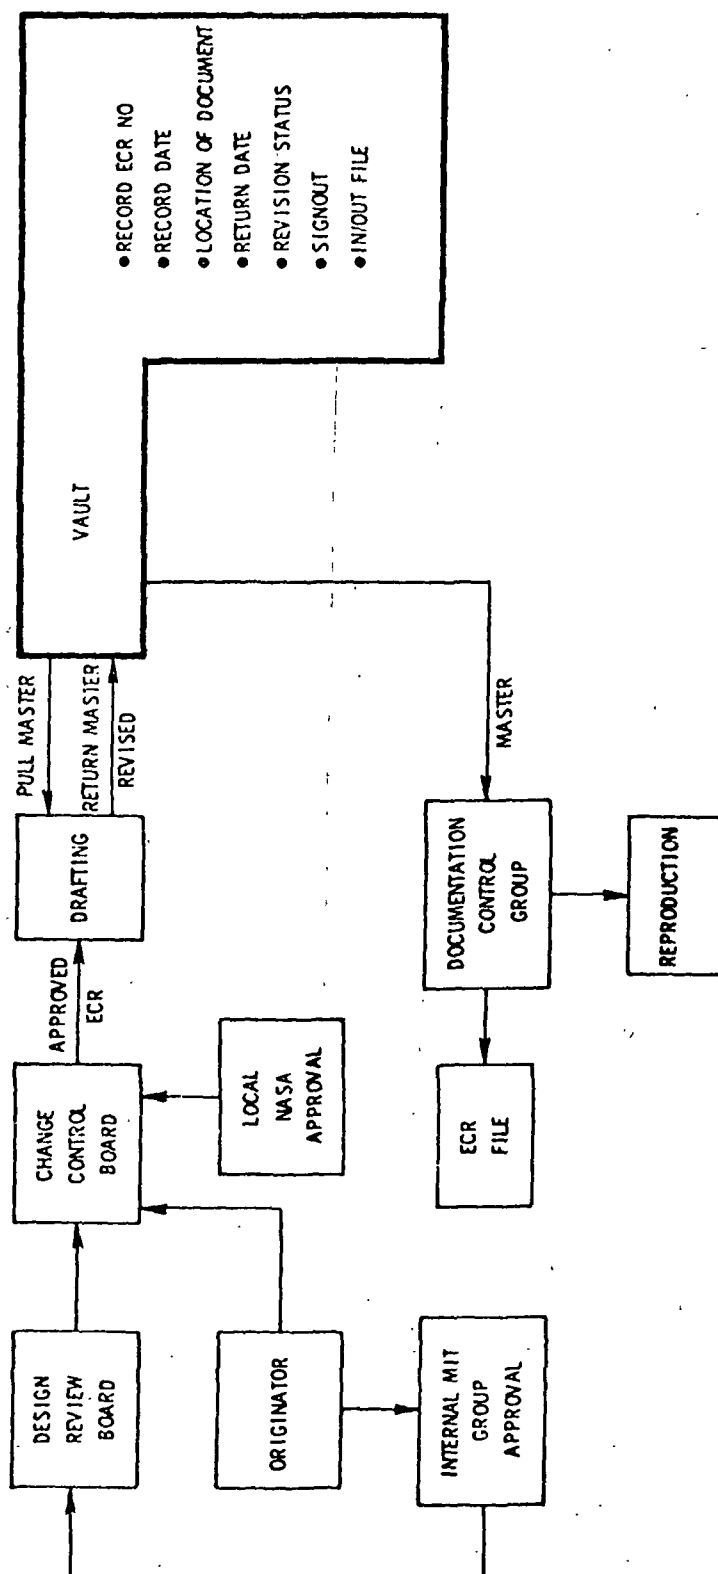 DESIGN
REVIEW
BOARD
CHANGE
CONTROL
BOARD
APPROVED
ECR
DRAFTING
PULL MASTER
RETURN MASTER
REVISED
VAULT
● RECORD ECR NO
● RECORD DATE
● LOCATION OF DOCUMENT
● RETURN DATE
● REVISION STATUS
● SIGNOUT
● IN/OUT FILE
ORIGINATOR
LOCAL
NASA
APPROVAL
INTERNAL MIT
GROUP
APPROVAL
ECR
FILE
DOCUMENTATION
CONTROL
GROUP
MASTER
REPRODUCTION